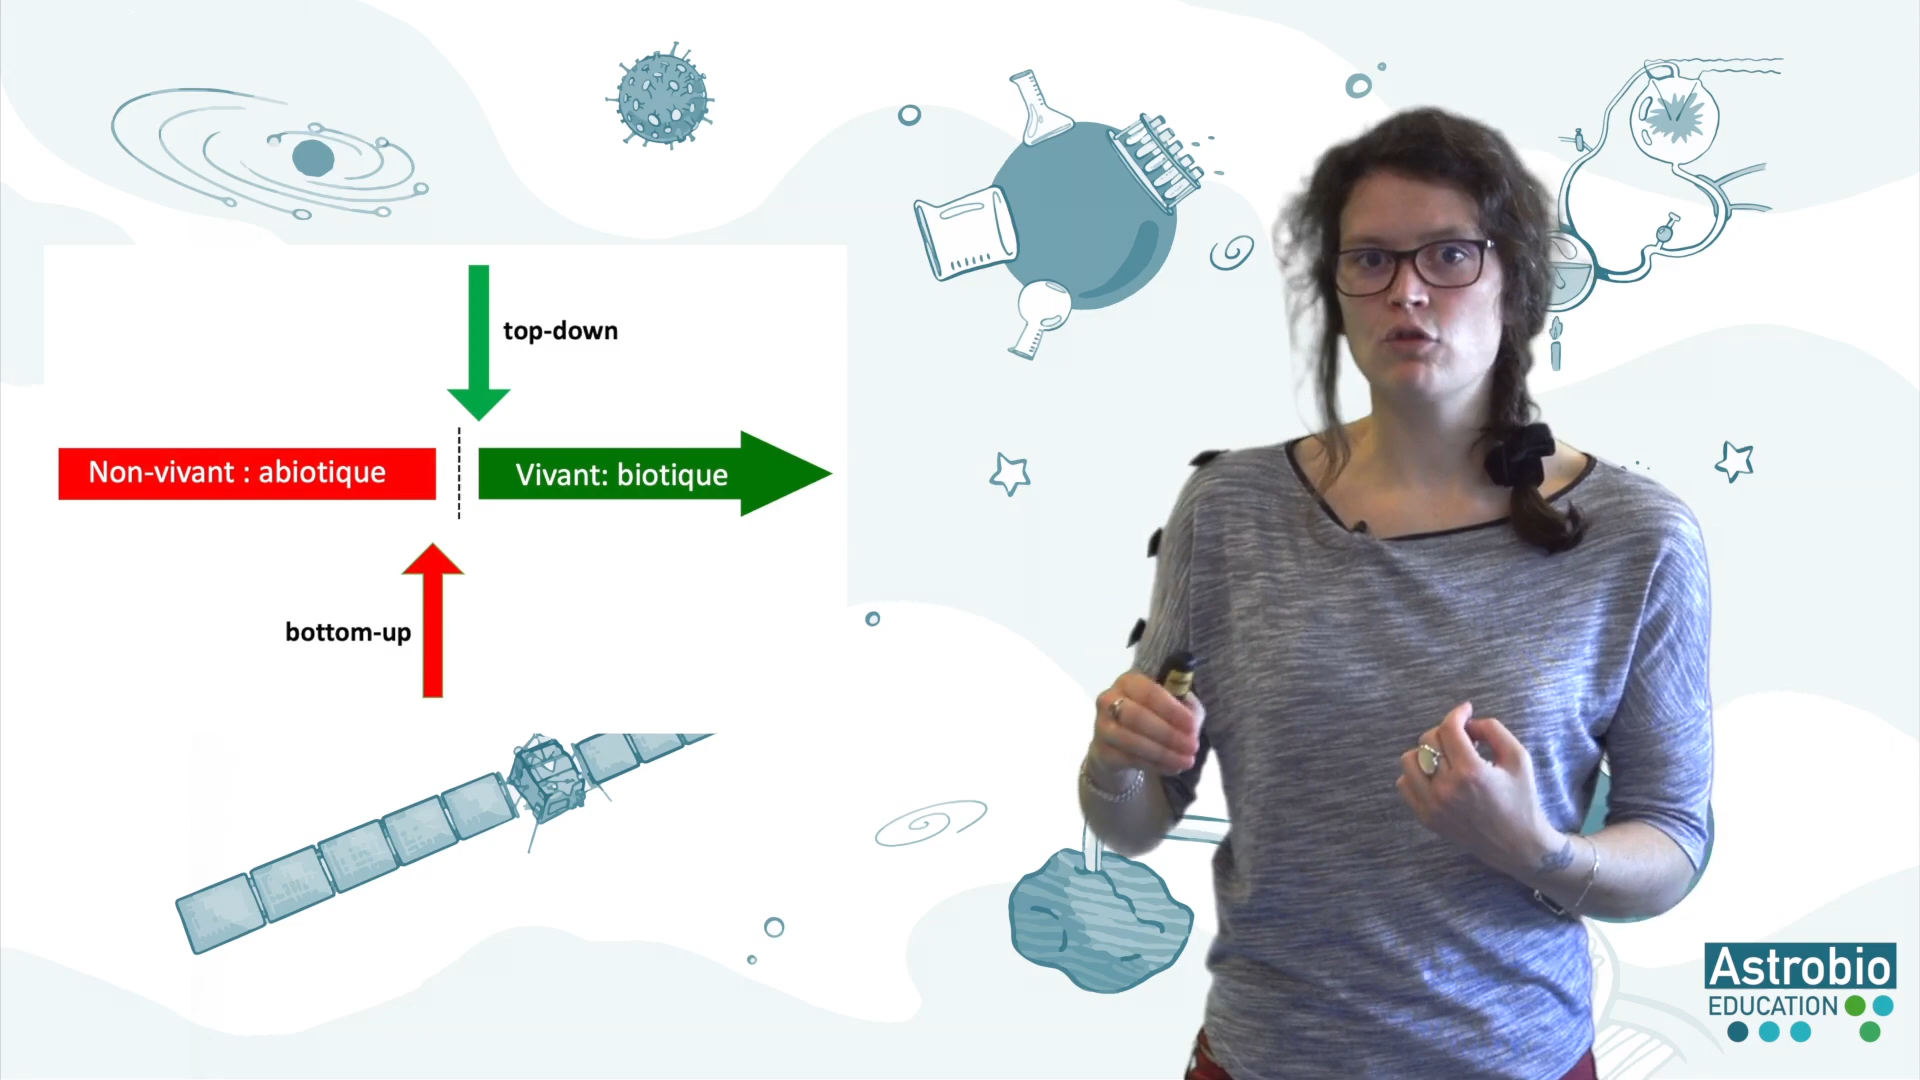 top-down
Non-vivant : abiotique
Vivant: biotique
bottom-up
Astrobio
EDUCATION